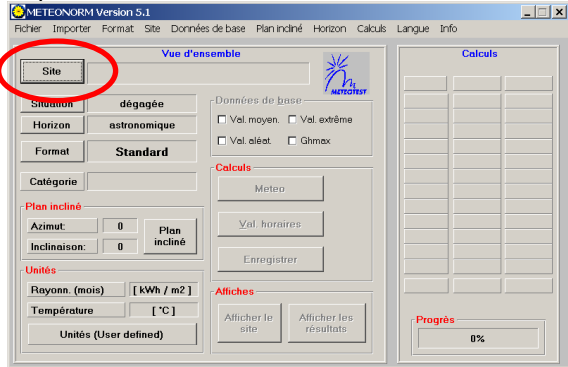 METEONORM Version 5.1
Fichier Importer Format Site Données de base Plan incliné Horizon Calculs Langue Info
Vue d'ensemble
Site
METEOTEST
Situation dégagée
Horizon astronomique
Format Standard
Catégorie
Plan incliné
Azimut: 0
Inclinaison: 0
Plan incliné
Unités
Rayonn. (mois) [ kWh / m2 ]
Température [ °C ]
Unités (User defined)
Données de base
Val. moyen. Val. extrême
Val. aléat. Ghmax
Calculs
Meteo
Val. horaires
Enregistrer
Affiches
Afficher le site
Afficher les résultats
Calculs
Progrès
0%